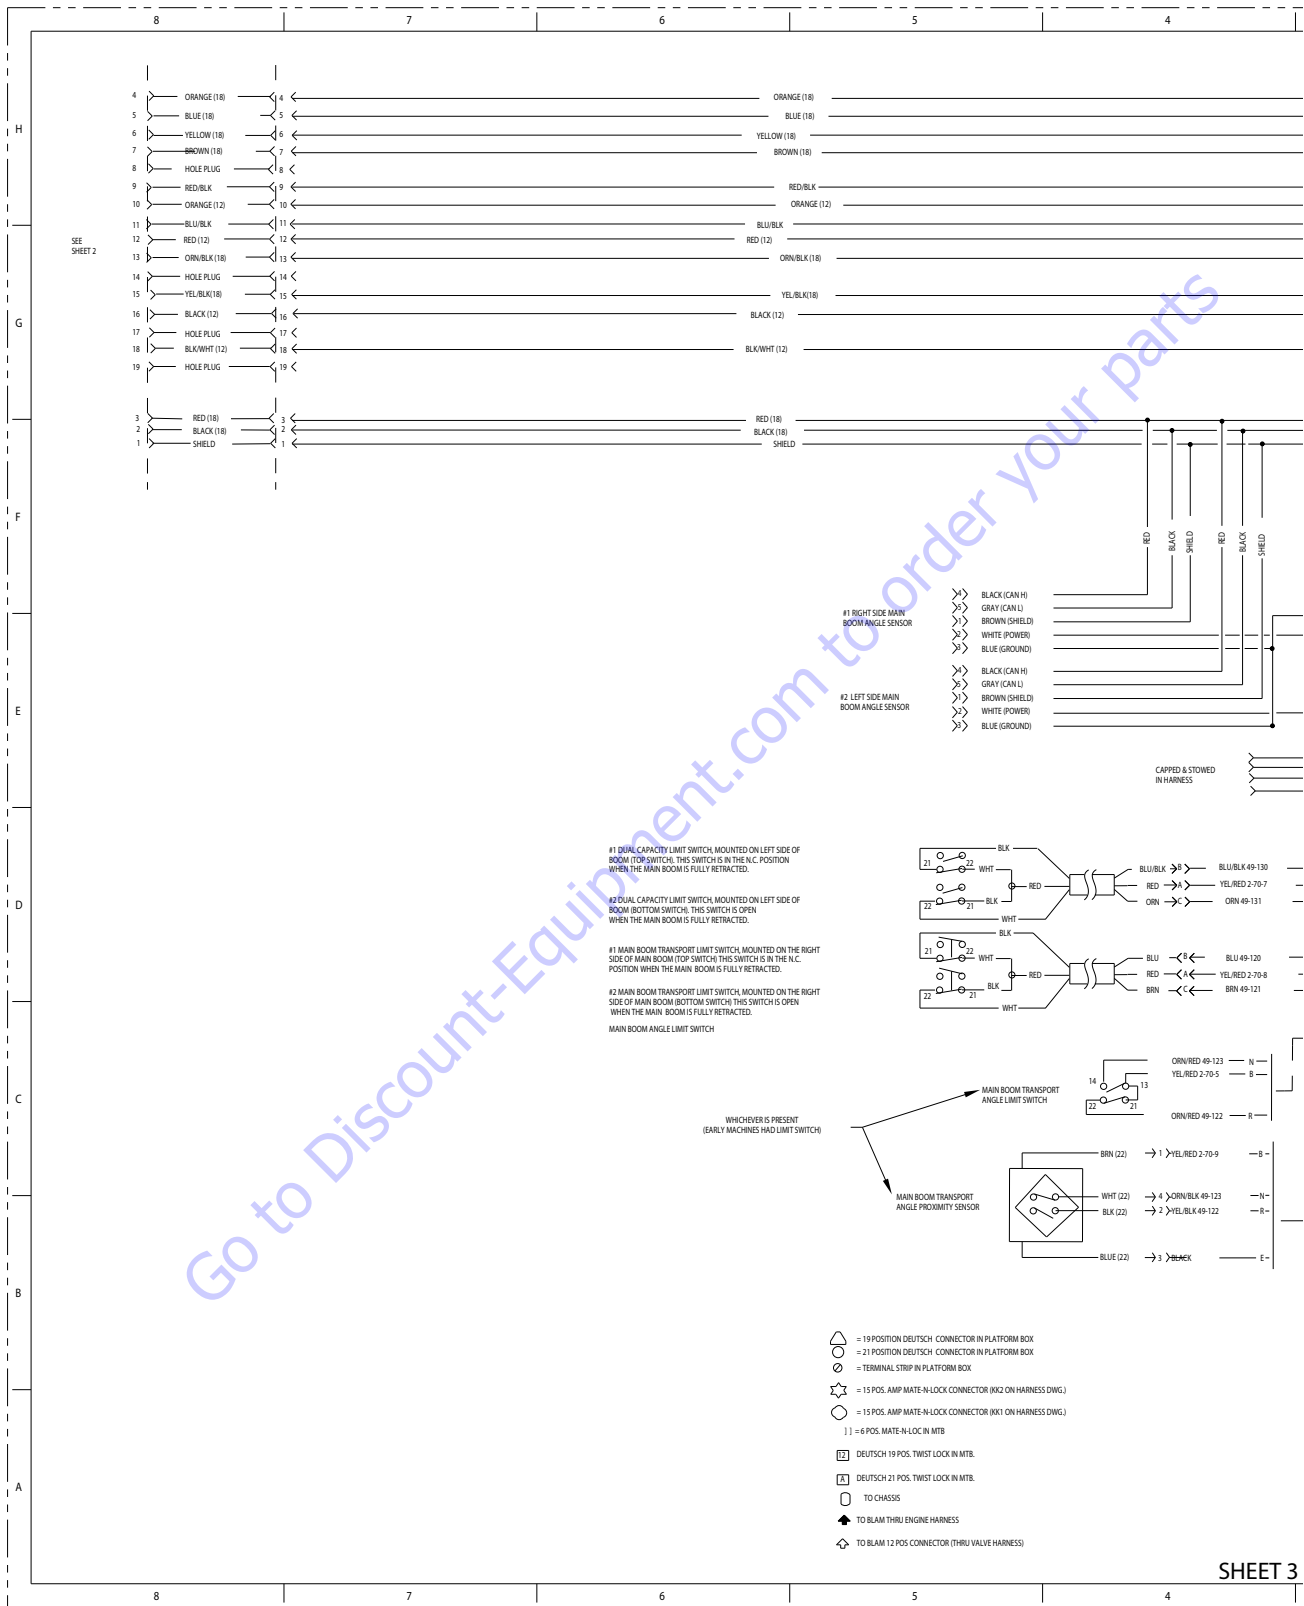 8 7 6 5 4
H
G
F
E
D
C
B
A
SEE
SHEET 2
4 ORANGE (18) 4 ORANGE (18)
5 BLUE (18) 5 BLUE (18)
6 YELLOW (18) 6 YELLOW (18)
7 BROWN (18) 7 BROWN (18)
8 HOLE PLUG 8
9 RED/BLK 9 RED/BLK
10 ORANGE (12) 10 ORANGE (12)
11 BLU/BLK 11 BLU/BLK
12 RED (12) 12 RED (12)
13 ORN/BLK (18) 13 ORN/BLK (18)
14 HOLE PLUG 14
15 YEL/BLK(18) 15 YEL/BLK(18)
16 BLACK (12) 16 BLACK (12)
17 HOLE PLUG 17
18 BLK/WHT (12) 18 BLK/WHT (12)
19 HOLE PLUG 19
3 RED (18) 3 RED (18)
2 BLACK (18) 2 BLACK (18)
1 SHIELD 1 SHIELD
RED
BLACK
SHIELD
RED
BLACK
SHIELD
#1 RIGHT SIDE MAIN
BOOM ANGLE SENSOR
4 BLACK (CAN H)
5 GRAY (CAN L)
1 BROWN (SHIELD)
2 WHITE (POWER)
3 BLUE (GROUND)
#2 LEFT SIDE MAIN
BOOM ANGLE SENSOR
4 BLACK (CAN H)
5 GRAY (CAN L)
1 BROWN (SHIELD)
2 WHITE (POWER)
3 BLUE (GROUND)
CAPPED & STOWED
IN HARNESS
#1 DUAL CAPACITY LIMIT SWITCH, MOUNTED ON LEFT SIDE OF
BOOM (TOP SWITCH). THIS SWITCH IS IN THE N.C. POSITION
WHEN THE MAIN BOOM IS FULLY RETRACTED.
#2 DUAL CAPACITY LIMIT SWITCH, MOUNTED ON LEFT SIDE OF
BOOM (BOTTOM SWITCH). THIS SWITCH IS OPEN
WHEN THE MAIN BOOM IS FULLY RETRACTED.
#1 MAIN BOOM TRANSPORT LIMIT SWITCH, MOUNTED ON THE RIGHT
SIDE OF MAIN BOOM (TOP SWITCH) THIS SWITCH IS IN THE N.C.
POSITION WHEN THE MAIN BOOM IS FULLY RETRACTED.
#2 MAIN BOOM TRANSPORT LIMIT SWITCH, MOUNTED ON THE RIGHT
SIDE OF MAIN BOOM (BOTTOM SWITCH) THIS SWITCH IS OPEN
WHEN THE MAIN BOOM IS FULLY RETRACTED.
MAIN BOOM ANGLE LIMIT SWITCH
BLK
21 22 WHT
RED
22 21 BLK
WHT
BLU/BLK B BLU/BLK 49-130
RED A YEL/RED 2-70-7
ORN C ORN 49-131
BLK
21 22 WHT
RED
22 21 BLK
WHT
BLU B BLU 49-120
RED A YEL/RED 2-70-8
BRN C BRN 49-121
WHICHEVER IS PRESENT
(EARLY MACHINES HAD LIMIT SWITCH)
MAIN BOOM TRANSPORT
ANGLE LIMIT SWITCH
14 13
22 21
ORN/RED 49-123 N
YEL/RED 2-70-5 B
ORN/RED 49-122 R
MAIN BOOM TRANSPORT
ANGLE PROXIMITY SENSOR
BRN (22) 1 YEL/RED 2-70-9 B
WHT (22) 4 ORN/BLK 49-123 N
BLK (22) 2 YEL/BLK 49-122 R
BLUE (22) 3 BLACK E
= 19 POSITION DEUTSCH CONNECTOR IN PLATFORM BOX
= 21 POSITION DEUTSCH CONNECTOR IN PLATFORM BOX
= TERMINAL STRIP IN PLATFORM BOX
= 15 POS. AMP MATE-N-LOCK CONNECTOR (KK2 ON HARNESS DWG.)
= 15 POS. AMP MATE-N-LOCK CONNECTOR (KK1 ON HARNESS DWG.)
] ] = 6 POS. MATE-N-LOC IN MTB
12 DEUTSCH 19 POS. TWIST LOCK IN MTB.
A DEUTSCH 21 POS. TWIST LOCK IN MTB.
TO CHASSIS
TO BLAM THRU ENGINE HARNESS
TO BLAM 12 POS CONNECTOR (THRU VALVE HARNESS)
Go to Discount-Equipment.com to order your parts
SHEET 3
8 7 6 5 4